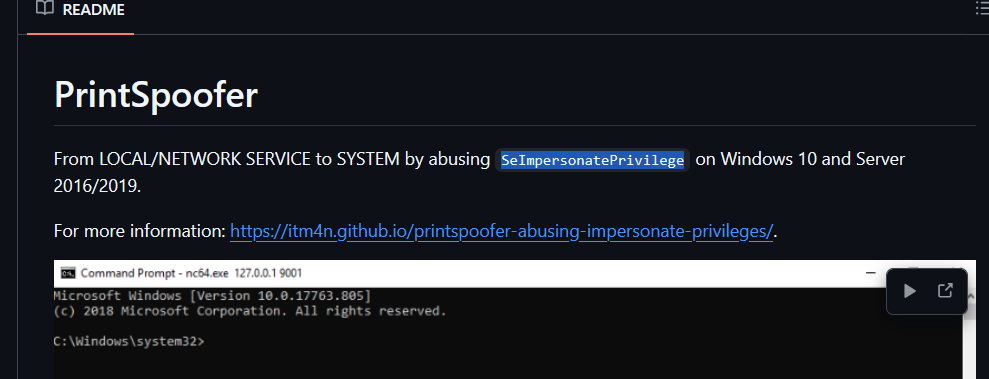 README
PrintSpoofer
From LOCAL/NETWORK SERVICE to SYSTEM by abusing SeImpersonatePrivilege on Windows 10 and Server
2016/2019.
For more information: https://itm4n.github.io/printspoofer-abusing-impersonate-privileges/.
Command Prompt - nc64.exe 127.0.0.1 9001
Microsoft Windows [Version 10.0.17763.805]
(c) 2018 Microsoft Corporation. All rights reserved.
C:\Windows\system32>